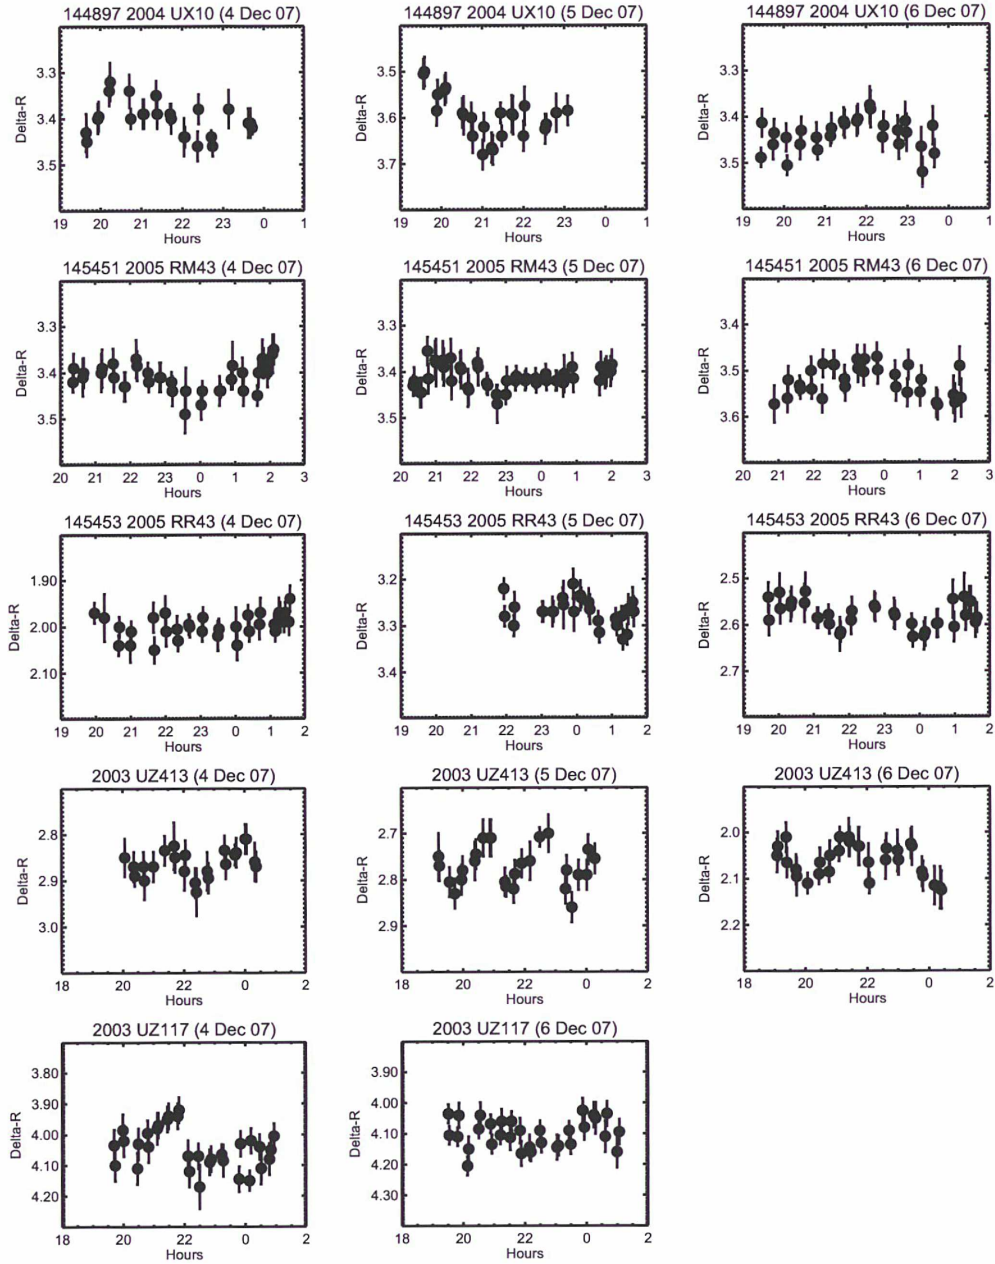 144897 2004 UX10 (4 Dec 07)
Delta-R
3.3
3.4
3.5
19 20 21 22 23 0 1
Hours
144897 2004 UX10 (5 Dec 07)
Delta-R
3.5
3.6
3.7
19 20 21 22 23 0 1
Hours
144897 2004 UX10 (6 Dec 07)
Delta-R
3.3
3.4
3.5
19 20 21 22 23 0 1
Hours
145451 2005 RM43 (4 Dec 07)
Delta-R
3.3
3.4
3.5
20 21 22 23 0 1 2 3
Hours
145451 2005 RM43 (5 Dec 07)
Delta-R
3.3
3.4
3.5
20 21 22 23 0 1 2 3
Hours
145451 2005 RM43 (6 Dec 07)
Delta-R
3.4
3.5
3.6
20 21 22 23 0 1 2 3
Hours
145453 2005 RR43 (4 Dec 07)
Delta-R
1.90
2.00
2.10
19 20 21 22 23 0 1 2
Hours
145453 2005 RR43 (5 Dec 07)
Delta-R
3.2
3.3
3.4
19 20 21 22 23 0 1 2
Hours
145453 2005 RR43 (6 Dec 07)
Delta-R
2.5
2.6
2.7
19 20 21 22 23 0 1 2
Hours
2003 UZ413 (4 Dec 07)
Delta-R
2.8
2.9
3.0
18 20 22 0 2
Hours
2003 UZ413 (5 Dec 07)
Delta-R
2.7
2.8
2.9
18 20 22 0 2
Hours
2003 UZ413 (6 Dec 07)
Delta-R
2.0
2.1
2.2
18 20 22 0 2
Hours
2003 UZ117 (4 Dec 07)
Delta-R
3.80
3.90
4.00
4.10
4.20
18 20 22 0 2
Hours
2003 UZ117 (6 Dec 07)
Delta-R
3.90
4.00
4.10
4.20
4.30
18 20 22 0 2
Hours